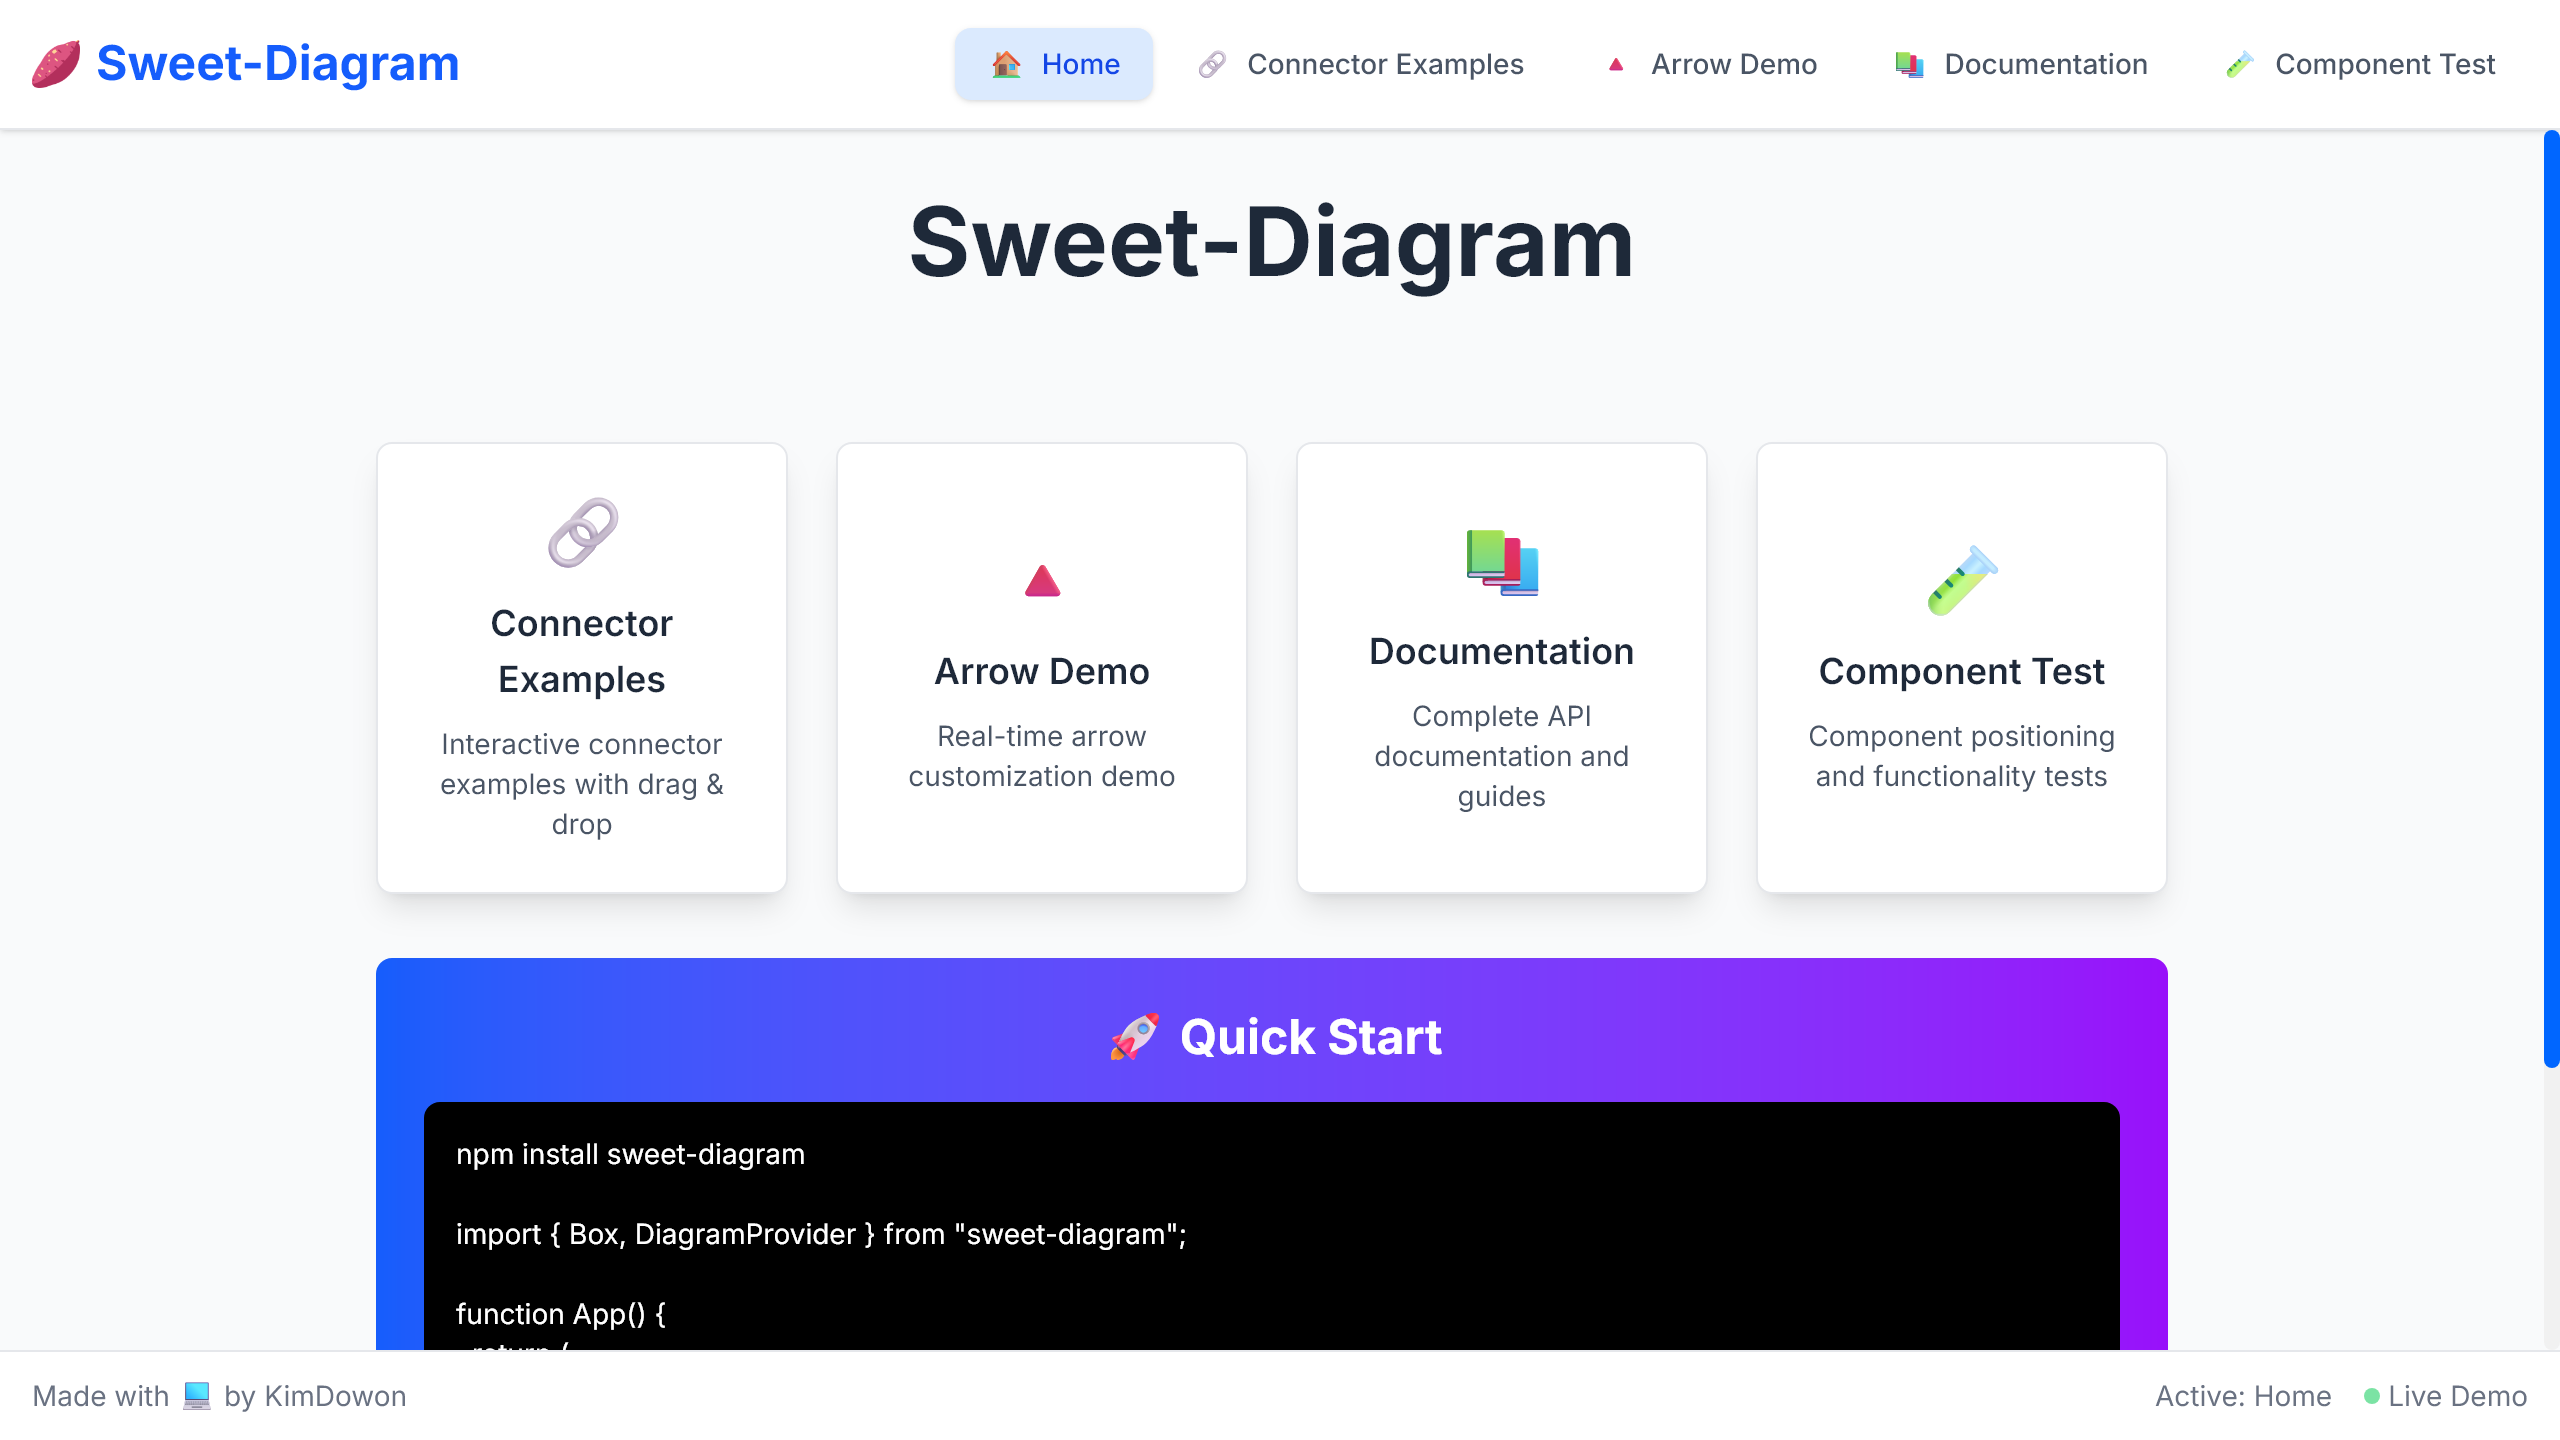 Sweet-Diagram
Home
Connector Examples
Arrow Demo
Documentation
Component Test
Sweet-Diagram
Connector
Examples
Interactive connector
examples with drag &
drop
Arrow Demo
Real-time arrow
customization demo
Documentation
Complete API
documentation and
guides
Component Test
Component positioning
and functionality tests
Quick Start
npm install sweet-diagram
import { Box, DiagramProvider } from "sweet-diagram";
function App() {
return (
Made with 💻 by KimDowon
Active: Home
Live Demo